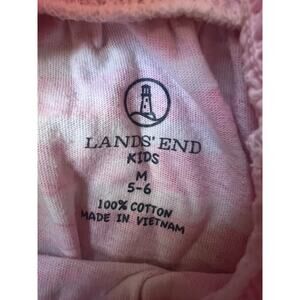 LANDS' END
KIDS
M
5-6
100% COTTON
MADE IN VIETNAM